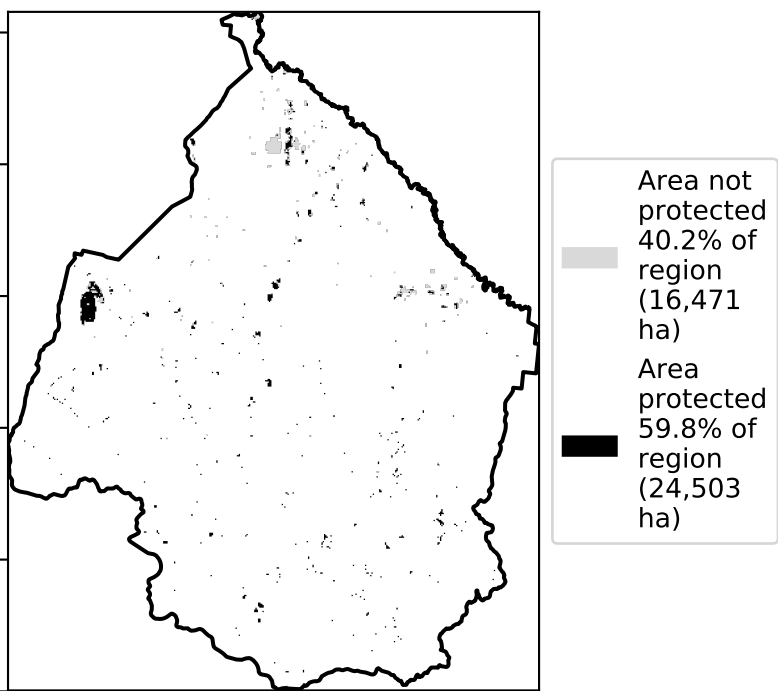 Area not
protected
40.2% of
region
(16,471
ha)
Area
protected
59.8% of
region
(24,503
ha)